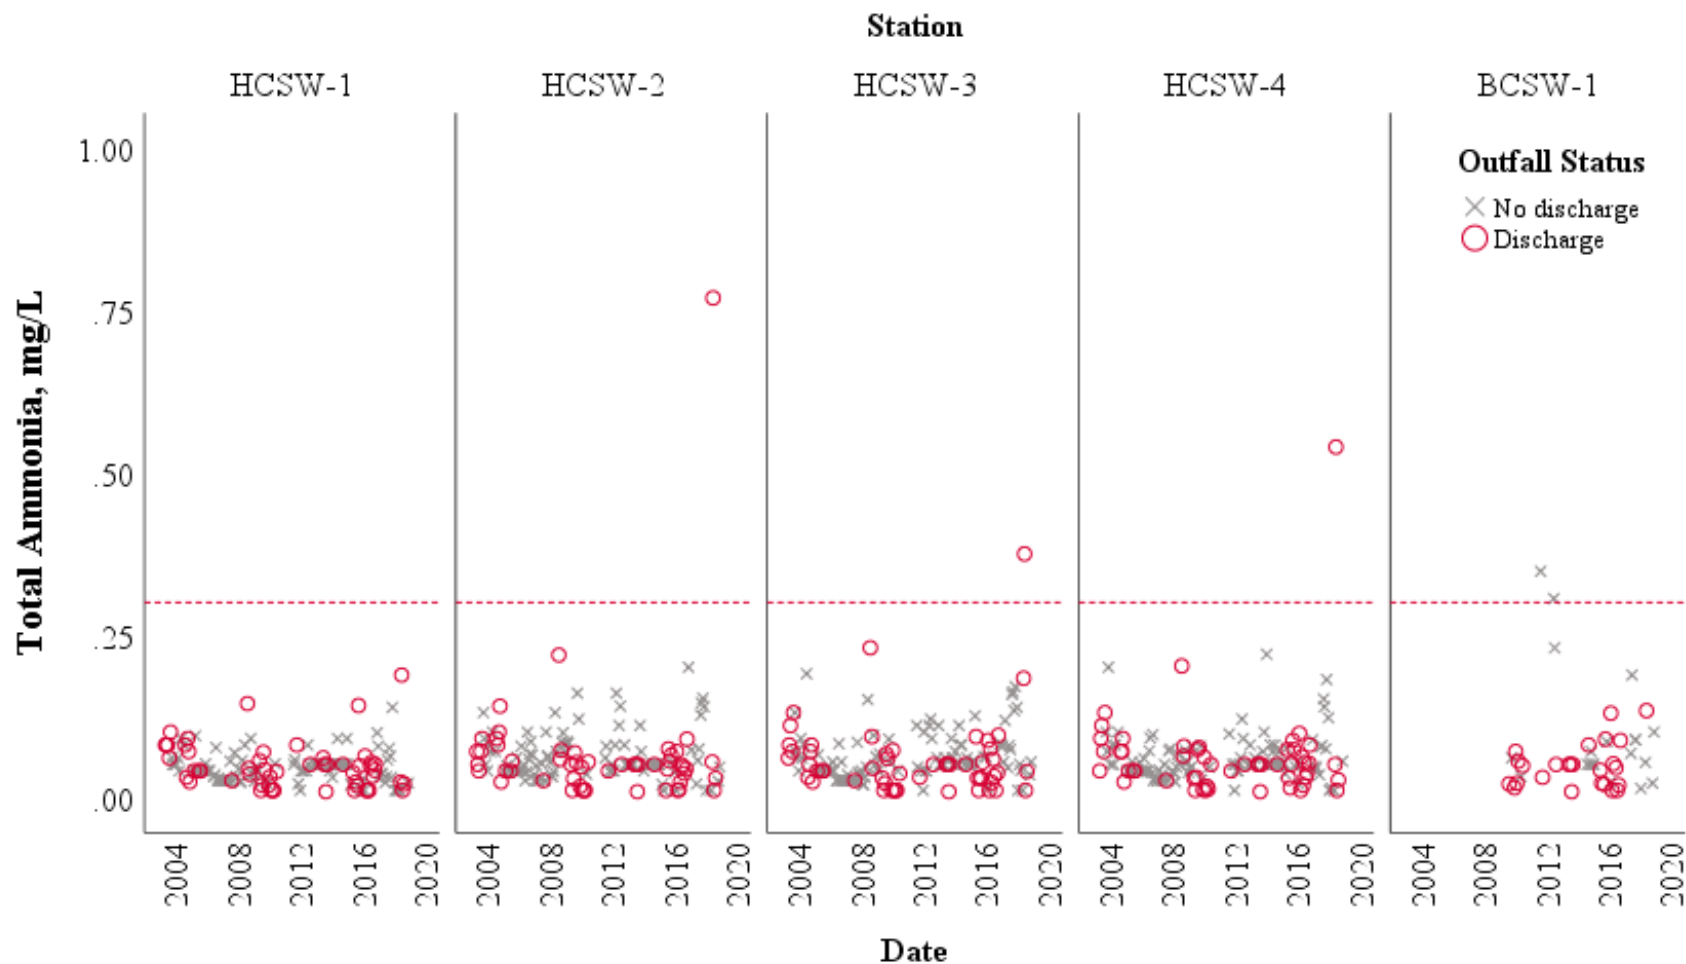 Station
HCSW-1 HCSW-2 HCSW-3 HCSW-4 BCSW-1
Outfall Status
No discharge
Discharge
Total Ammonia, mg/L
1.00
.75
.50
.25
.00
2004 2008 2012 2016 2020 2004 2008 2012 2016 2020 2004 2008 2012 2016 2020 2004 2008 2012 2016 2020 2004 2008 2012 2016 2020
Date